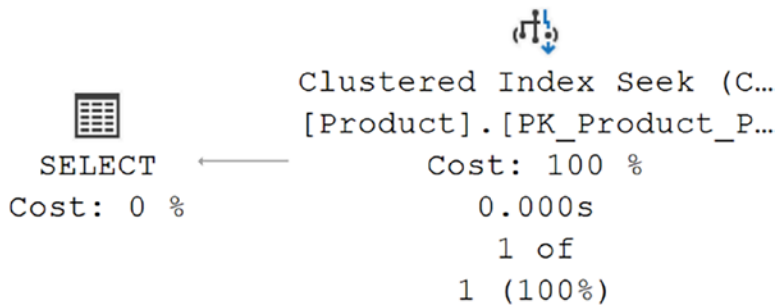 SELECT
Cost: 0 %
Clustered Index Seek (C…
[Product].[PK_Product_P…
Cost: 100 %
0.000s
1 of
1 (100%)